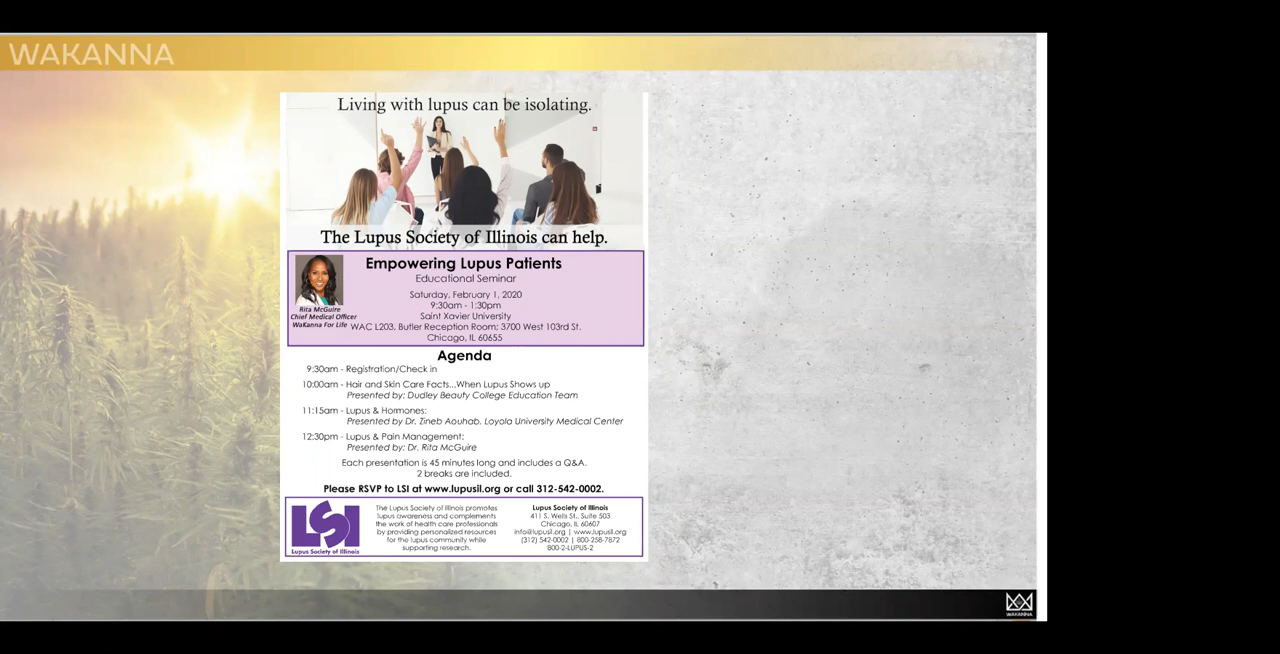 WAKANNA
Living with lupus can be isolating.
The Lupus Society of Illinois can help.
Empowering Lupus Patients
Educational Seminar
Saturday, February 1, 2020
9:30am - 1:30pm
Saint Xavier University
WAC L203, Butler Reception Room; 3700 West 103rd St.
Chicago, IL 60655
Rita McGuire
Chief Medical Officer
WaKanna For Life
Agenda
9:30am - Registration/Check in
10:00am - Hair and Skin Care Facts...When Lupus Shows up
Presented by: Dudley Beauty College Education Team
11:15am - Lupus & Hormones:
Presented by Dr. Zineb Aouhab, Loyola University Medical Center
12:30pm - Lupus & Pain Management:
Presented by: Dr. Rita McGuire
Each presentation is 45 minutes long and includes a Q&A.
2 breaks are included.
Please RSVP to LSI at www.lupusil.org or call 312-542-0002.
LSI
Lupus Society of Illinois
The Lupus Society of Illinois promotes
lupus awareness and complements
the work of health care professionals
by providing personalized resources
for the lupus community while
supporting research.
Lupus Society of Illinois
411 S. Wells St., Suite 503
Chicago, IL 60607
info@lupusil.org | www.lupusil.org
(312) 542-0002 | 800-258-7872
800-2-LUPUS-2
WAKANNA